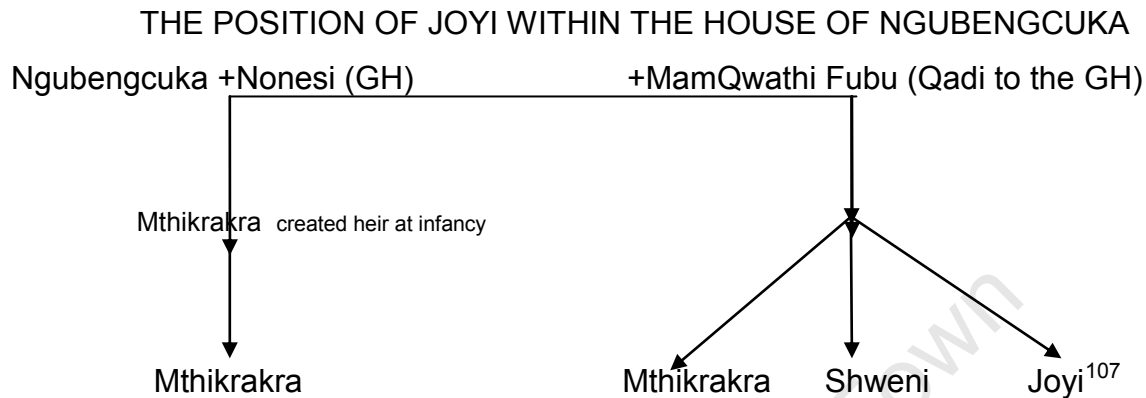 THE POSITION OF JOYI WITHIN THE HOUSE OF NGUBENGCUKA
Ngubengcuka +Nonesi (GH) +MamQwathi Fubu (Qadi to the GH)
Mthikrakra created heir at infancy
Mthikrakra Mthikrakra Shweni Joyi107